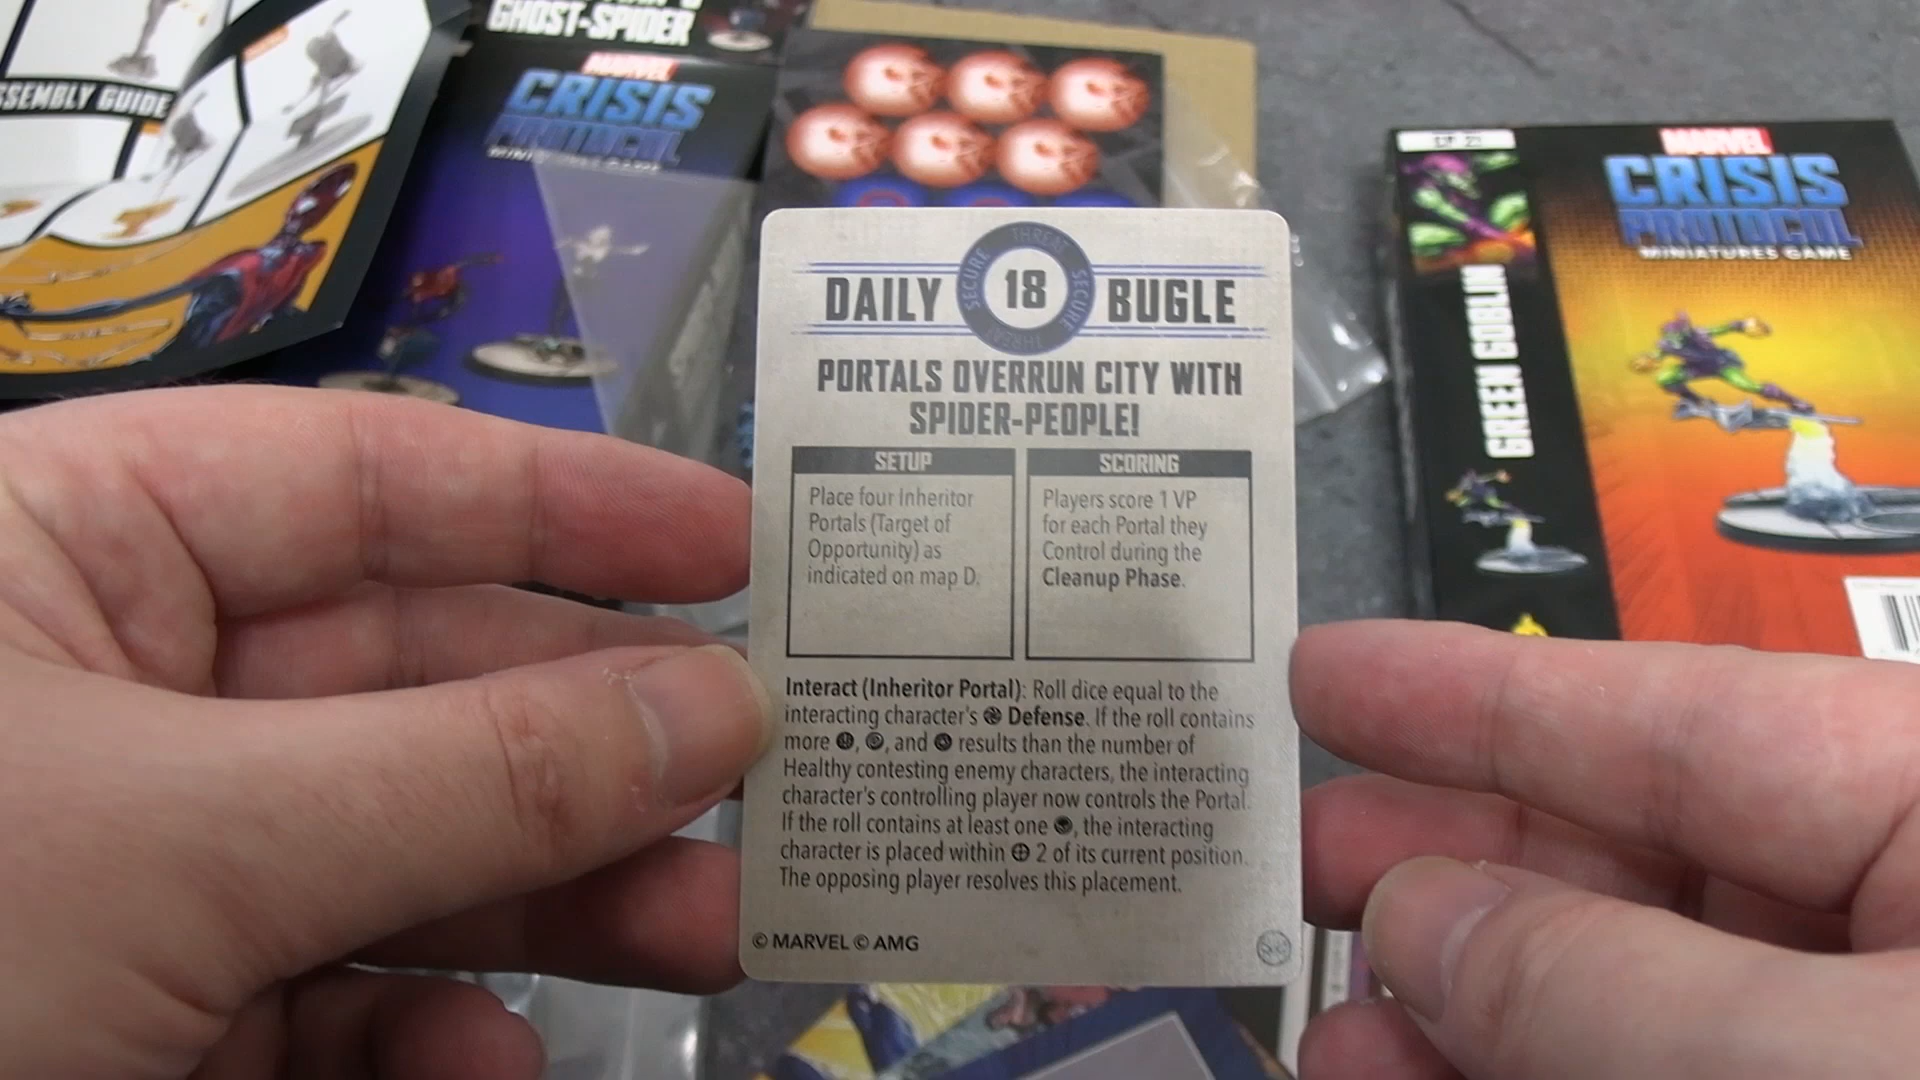 GHOST-SPIDER
MARVEL
CRISIS
PROTOCOL
MINIATURES GAME
ASSEMBLY GUIDE
CP 21
GREEN GOBLIN
MARVEL
CRISIS
PROTOCOL
MINIATURES GAME
DAILY 18 BUGLE
THREAT SECURE THREAT SECURE
PORTALS OVERRUN CITY WITH
SPIDER-PEOPLE!
SETUP
Place four Inheritor
Portals (Target of
Opportunity) as
indicated on map D.
SCORING
Players score 1 VP
for each Portal they
Control during the
Cleanup Phase.
Interact (Inheritor Portal): Roll dice equal to the
interacting character's Defense. If the roll contains
more , , and results than the number of
Healthy contesting enemy characters, the interacting
character's controlling player now controls the Portal.
If the roll contains at least one , the interacting
character is placed within 2 of its current position.
The opposing player resolves this placement.
© MARVEL © AMG